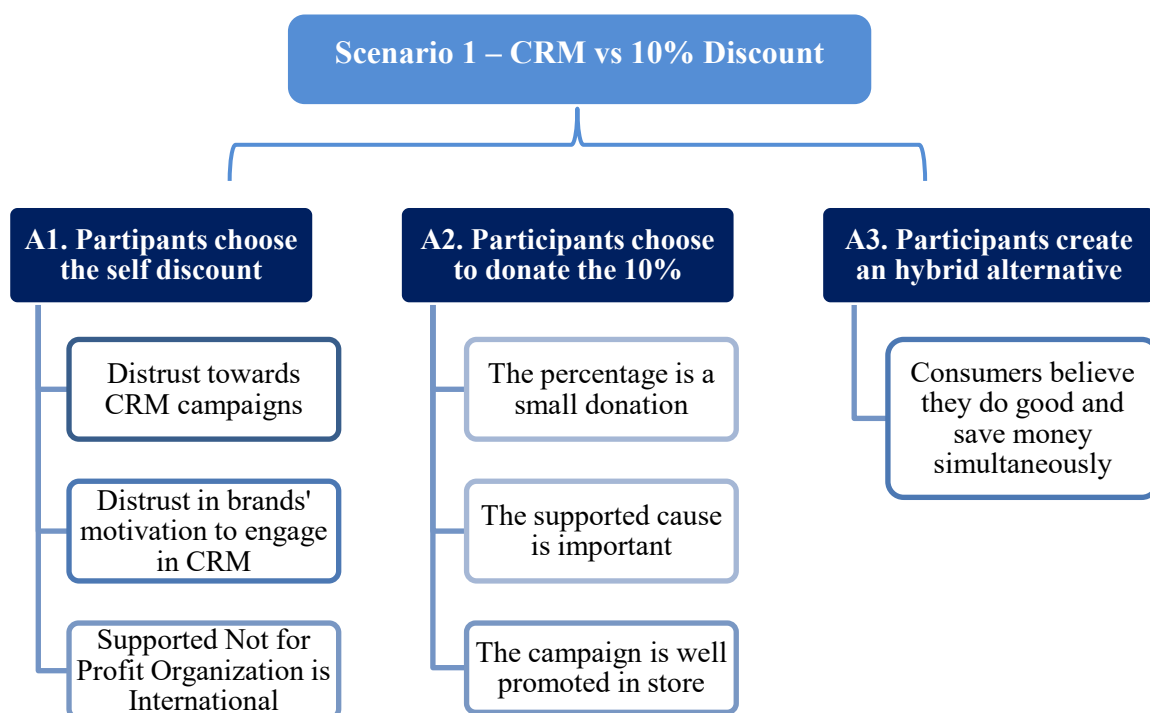 Scenario 1 – CRM vs 10% Discount
A1. Partipants choose
the self discount
Distrust towards
CRM campaigns
Distrust in brands'
motivation to engage
in CRM
Supported Not for
Profit Organization is
International
A2. Participants choose
to donate the 10%
The percentage is a
small donation
The supported cause
is important
The campaign is well
promoted in store
A3. Participants create
an hybrid alternative
Consumers believe
they do good and
save money
simultaneously